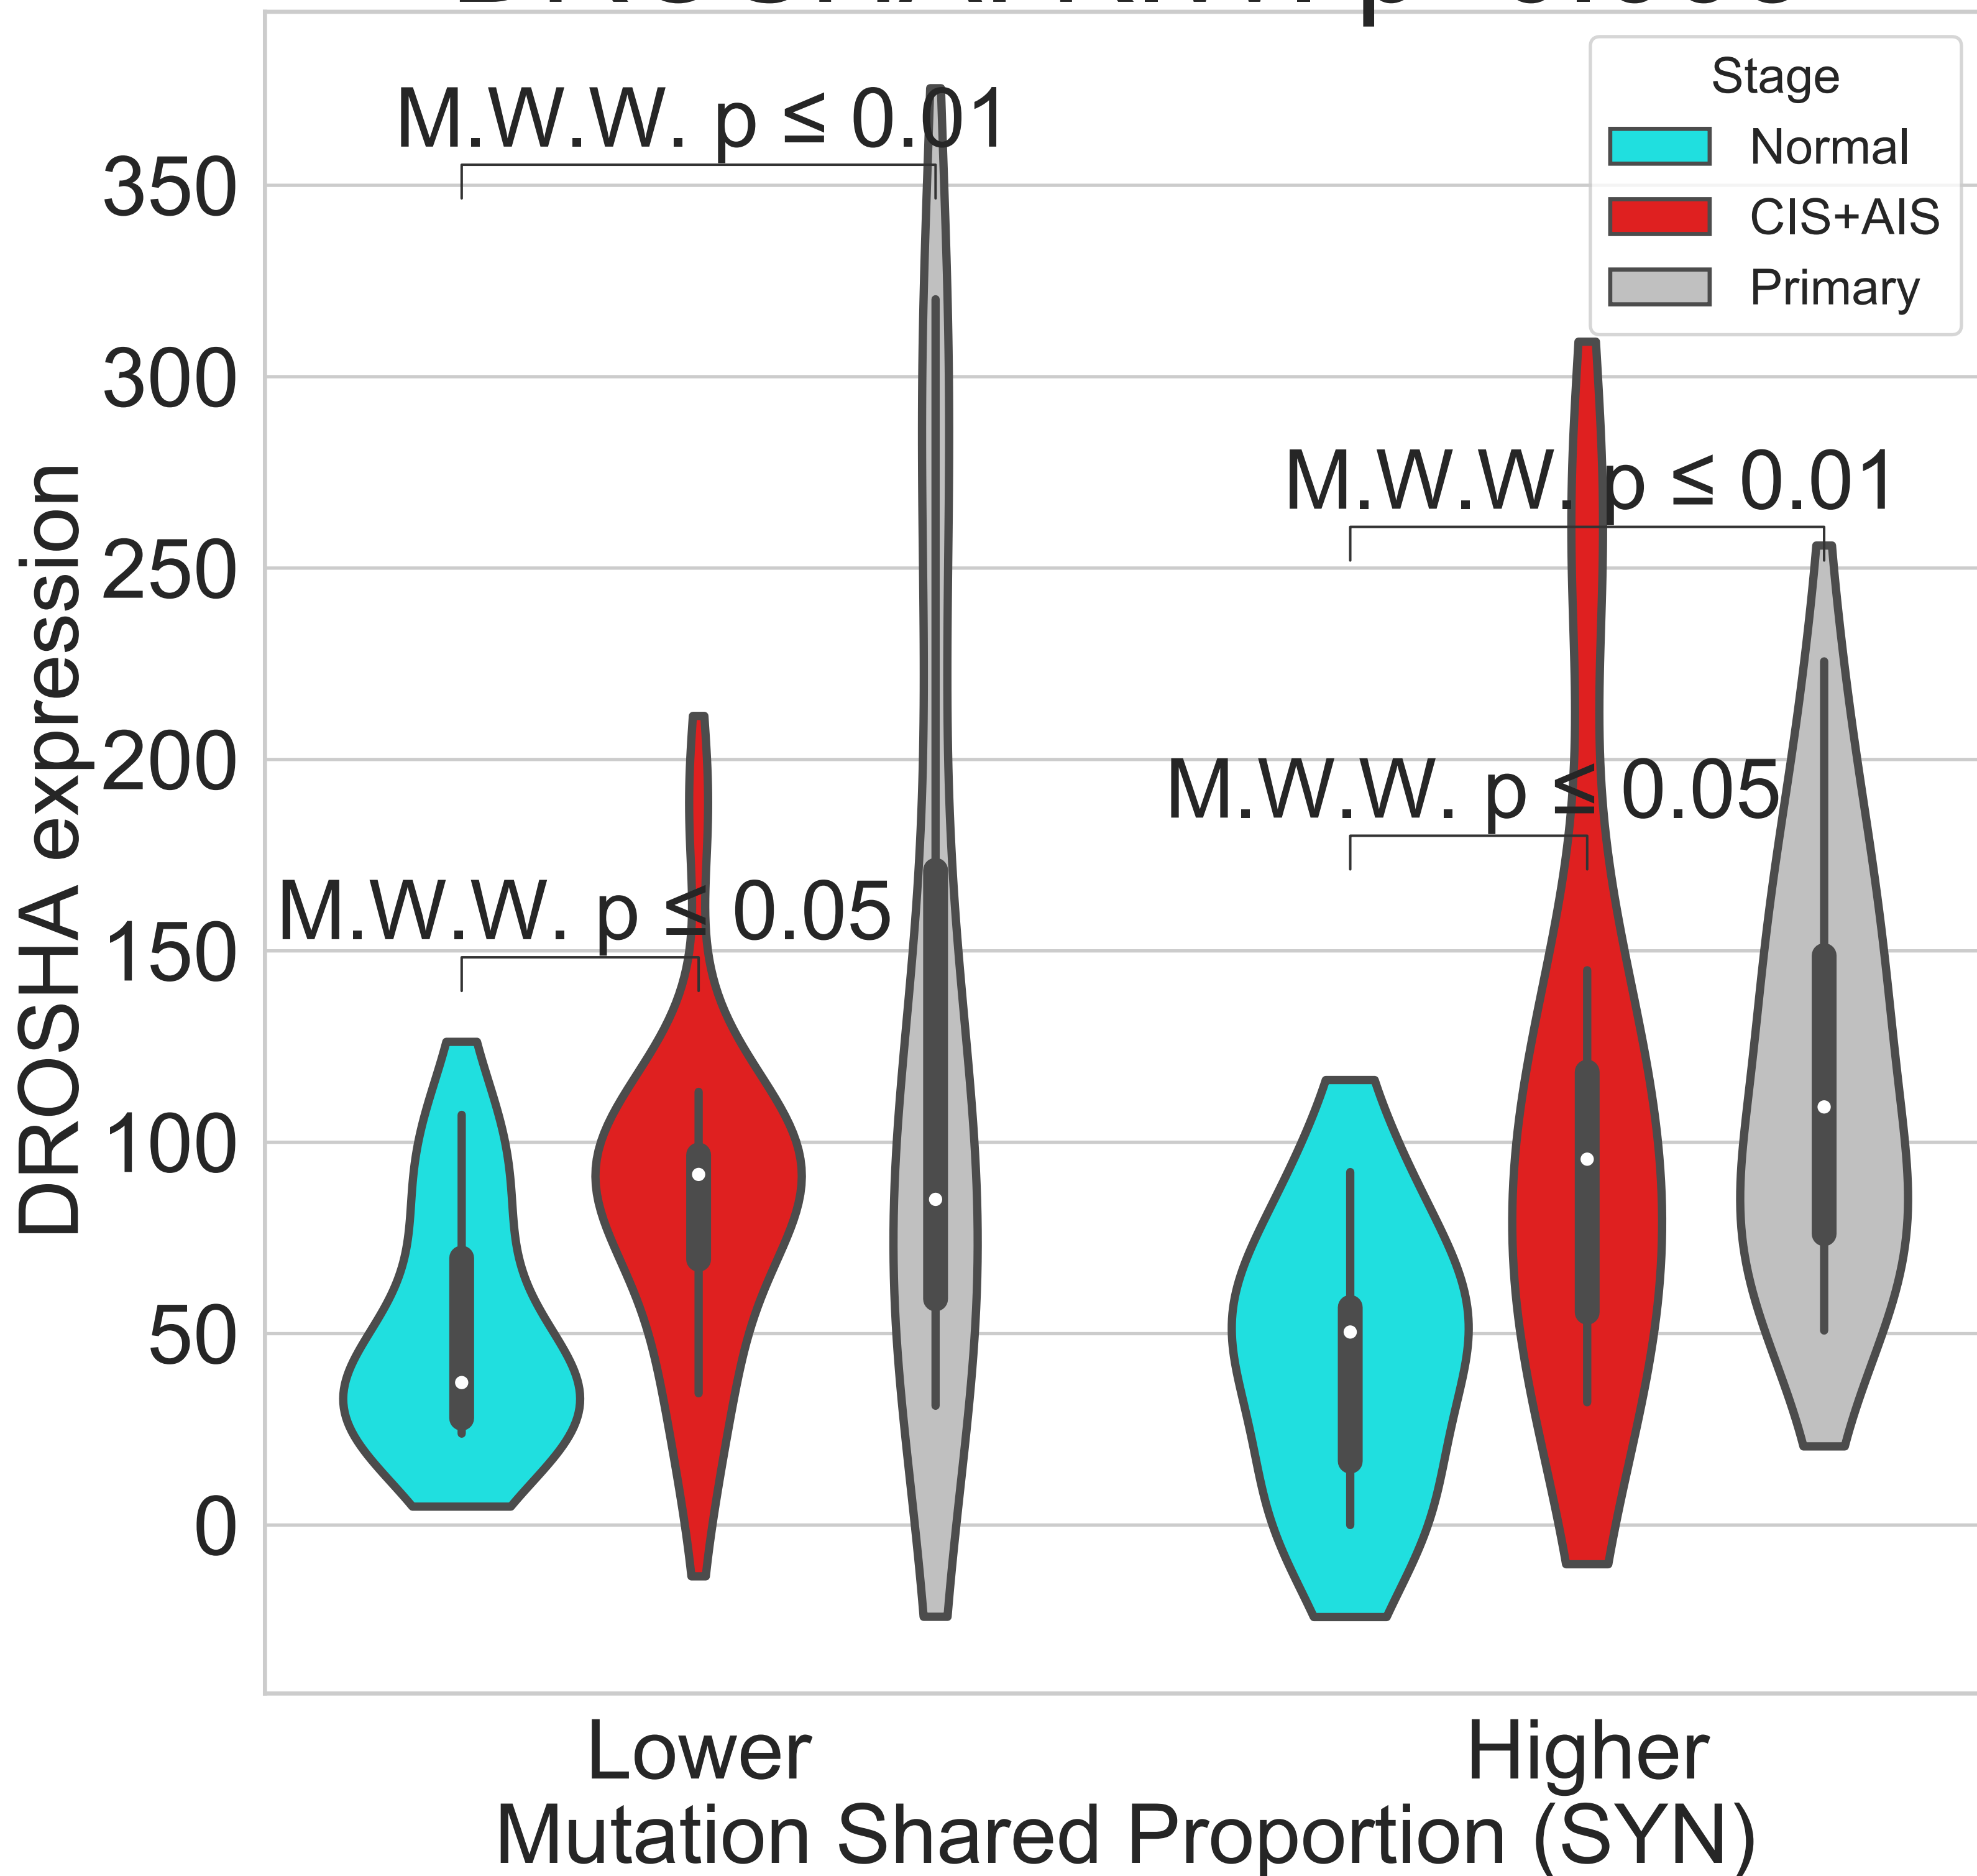 M.W.W. p ≤ 0.01
Stage
Normal
CIS+AIS
Primary
M.W.W. p ≤ 0.01
M.W.W. p ≤ 0.05
M.W.W. p ≤ 0.05
350
300
250
200
150
100
50
0
DROSHA expression
Lower
Higher
Mutation Shared Proportion (SYN)